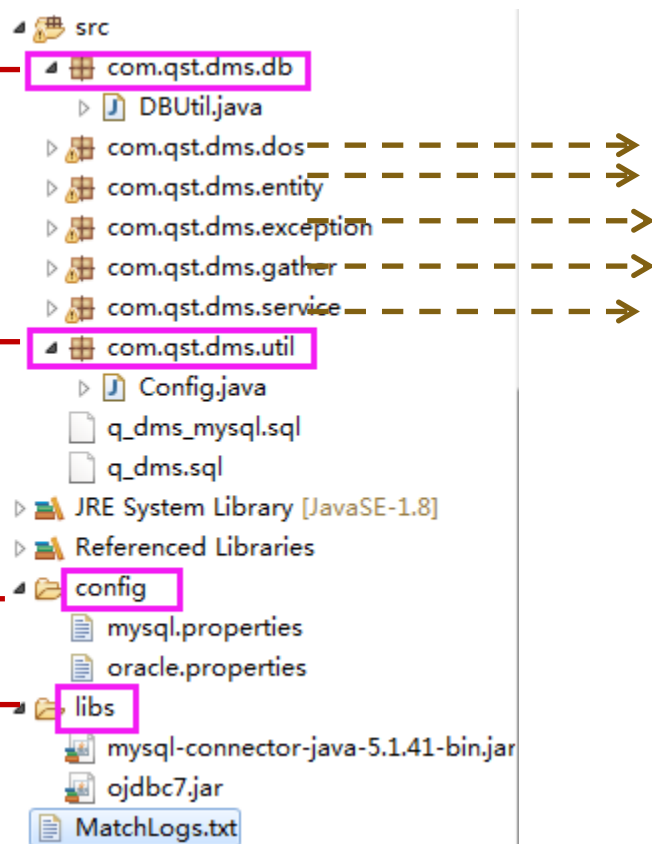 src
com.qst.dms.db
DBUtil.java
com.qst.dms.dos
com.qst.dms.entity
com.qst.dms.exception
com.qst.dms.gather
com.qst.dms.service
com.qst.dms.util
Config.java
q_dms_mysql.sql
q_dms.sql
JRE System Library [JavaSE-1.8]
Referenced Libraries
config
mysql.properties
oracle.properties
libs
mysql-connector-java-5.1.41-bin.jar
ojdbc7.jar
MatchLogs.txt